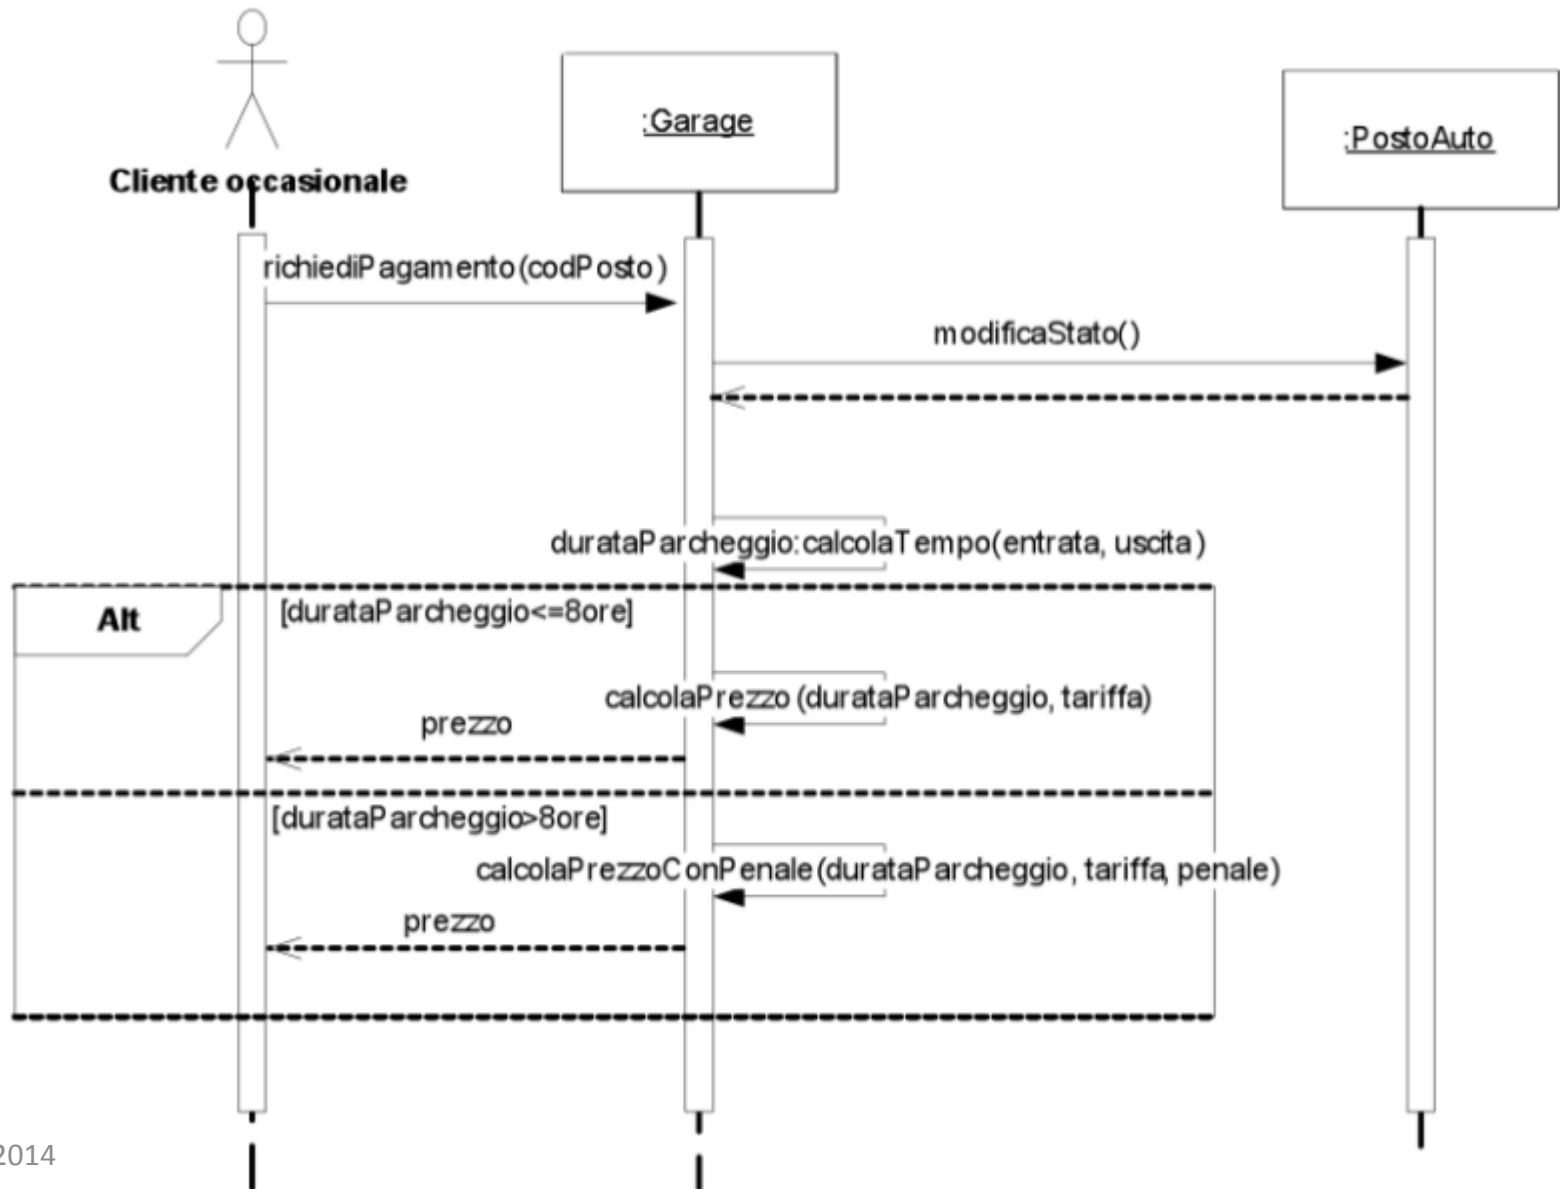 :Garage
:PostoAuto
Cliente occasionale
richiediPagamento(codPosto)
modificaStato()
durataParcheggio:calcolaTempo(entrata, uscita)
Alt
[durataParcheggio<=8ore]
calcolaPrezzo(durataParcheggio, tariffa)
prezzo
[durataParcheggio>8ore]
calcolaPrezzoConPenale(durataParcheggio, tariffa, penale)
prezzo
2014